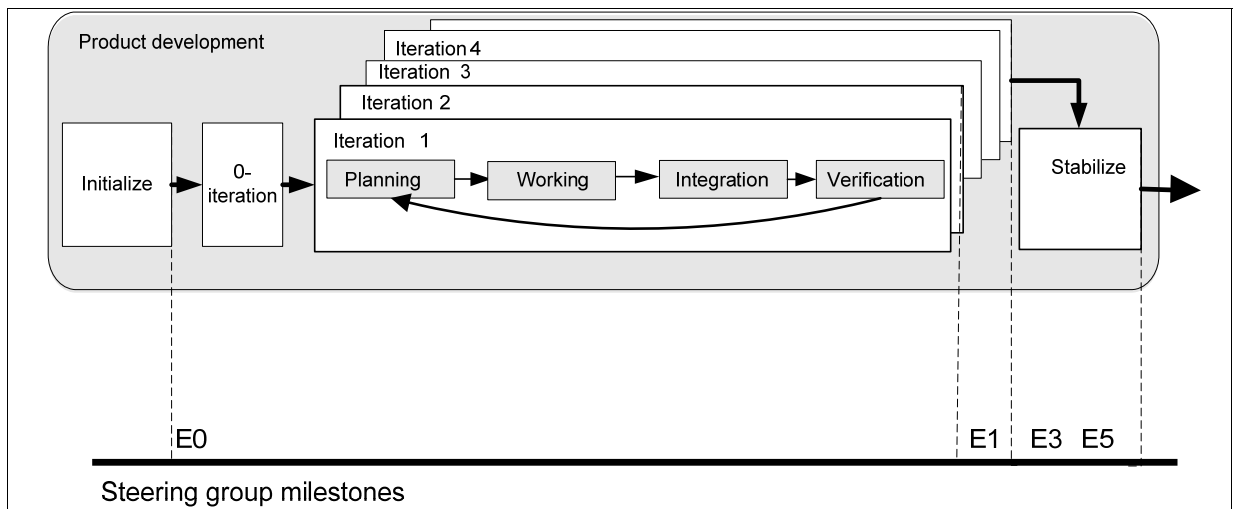 Product development
Iteration 4
Iteration 3
Iteration 2
Iteration 1
Initialize
0-
iteration
Planning
Working
Integration
Verification
Stabilize
E0
E1
E3
E5
Steering group milestones